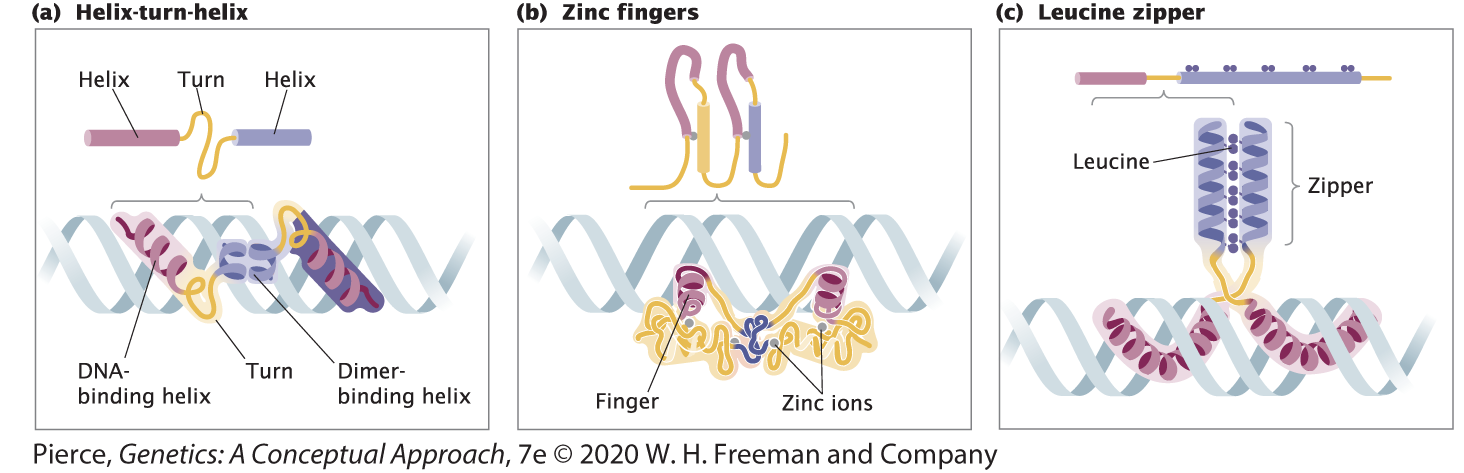 (a) Helix-turn-helix
Helix
Turn
Helix
DNA-
binding helix
Turn
Dimer-
binding helix
(b) Zinc fingers
Finger
Zinc ions
(c) Leucine zipper
Leucine
Zipper
Pierce, Genetics: A Conceptual Approach, 7e © 2020 W. H. Freeman and Company